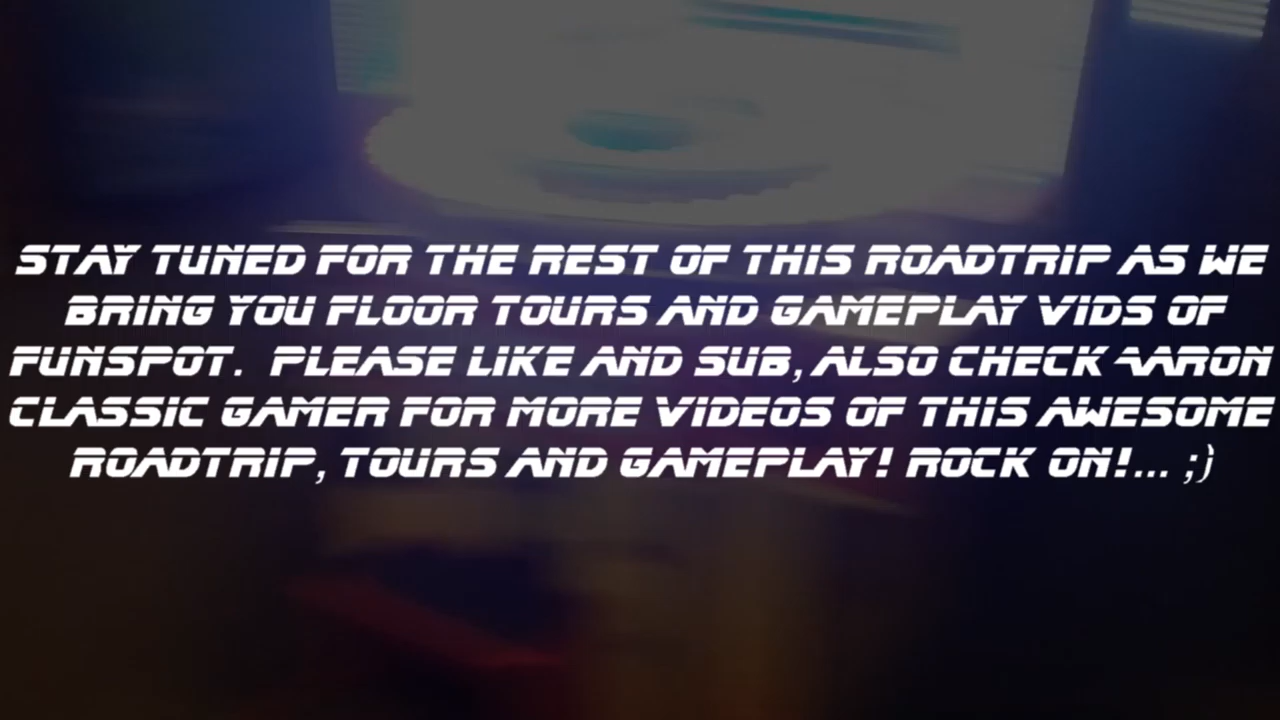 STAY TUNED FOR THE REST OF THIS ROADTRIP AS WE
BRING YOU FLOOR TOURS AND GAMEPLAY VIDS OF
FUNSPOT.  PLEASE LIKE AND SUB, ALSO CHECK AARON
CLASSIC GAMER FOR MORE VIDEOS OF THIS AWESOME
ROADTRIP, TOURS AND GAMEPLAY! ROCK ON!... ;)